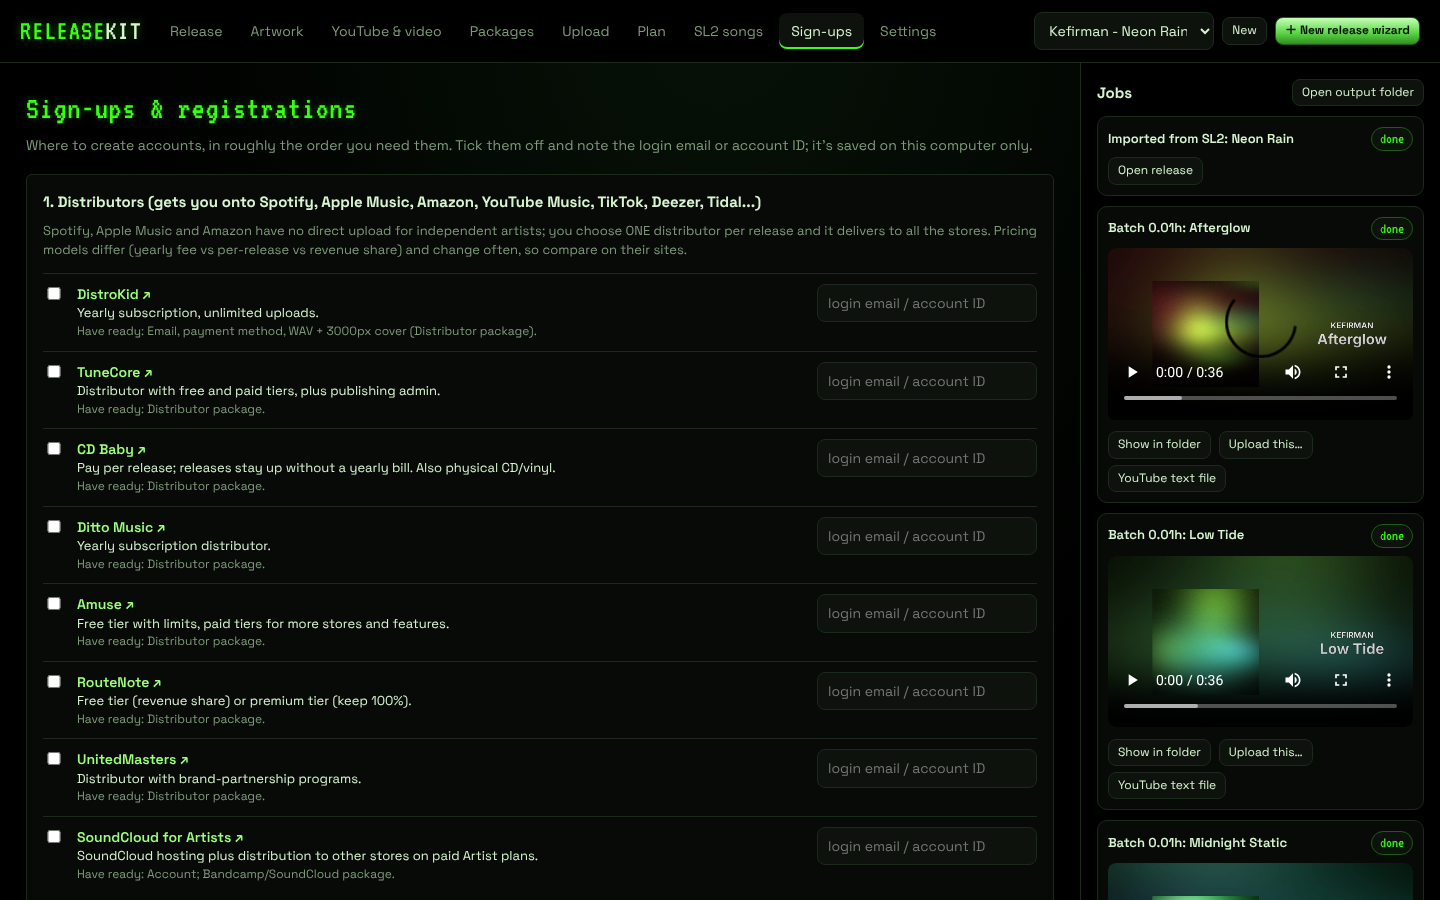 RELEASEKIT
Release
Artwork
YouTube & video
Packages
Upload
Plan
SL2 songs
Sign-ups
Settings
Kefirman - Neon Rain
New
+ New release wizard
Sign-ups & registrations
Where to create accounts, in roughly the order you need them. Tick them off and note the login email or account ID; it's saved on this computer only.
1. Distributors (gets you onto Spotify, Apple Music, Amazon, YouTube Music, TikTok, Deezer, Tidal...)
Spotify, Apple Music and Amazon have no direct upload for independent artists; you choose ONE distributor per release and it delivers to all the stores. Pricing
models differ (yearly fee vs per-release vs revenue share) and change often, so compare on their sites.
DistroKid ↗
Yearly subscription, unlimited uploads.
Have ready: Email, payment method, WAV + 3000px cover (Distributor package).
login email / account ID
TuneCore ↗
Distributor with free and paid tiers, plus publishing admin.
Have ready: Distributor package.
login email / account ID
CD Baby ↗
Pay per release; releases stay up without a yearly bill. Also physical CD/vinyl.
Have ready: Distributor package.
login email / account ID
Ditto Music ↗
Yearly subscription distributor.
Have ready: Distributor package.
login email / account ID
Amuse ↗
Free tier with limits, paid tiers for more stores and features.
Have ready: Distributor package.
login email / account ID
RouteNote ↗
Free tier (revenue share) or premium tier (keep 100%).
Have ready: Distributor package.
login email / account ID
UnitedMasters ↗
Distributor with brand-partnership programs.
Have ready: Distributor package.
login email / account ID
SoundCloud for Artists ↗
SoundCloud hosting plus distribution to other stores on paid Artist plans.
Have ready: Account; Bandcamp/SoundCloud package.
login email / account ID
Jobs
Open output folder
Imported from SL2: Neon Rain
done
Open release
Batch 0.01h: Afterglow
done
KEFIRMAN
Afterglow
0:00 / 0:36
Show in folder
Upload this...
YouTube text file
Batch 0.01h: Low Tide
done
KEFIRMAN
Low Tide
0:00 / 0:36
Show in folder
Upload this...
YouTube text file
Batch 0.01h: Midnight Static
done